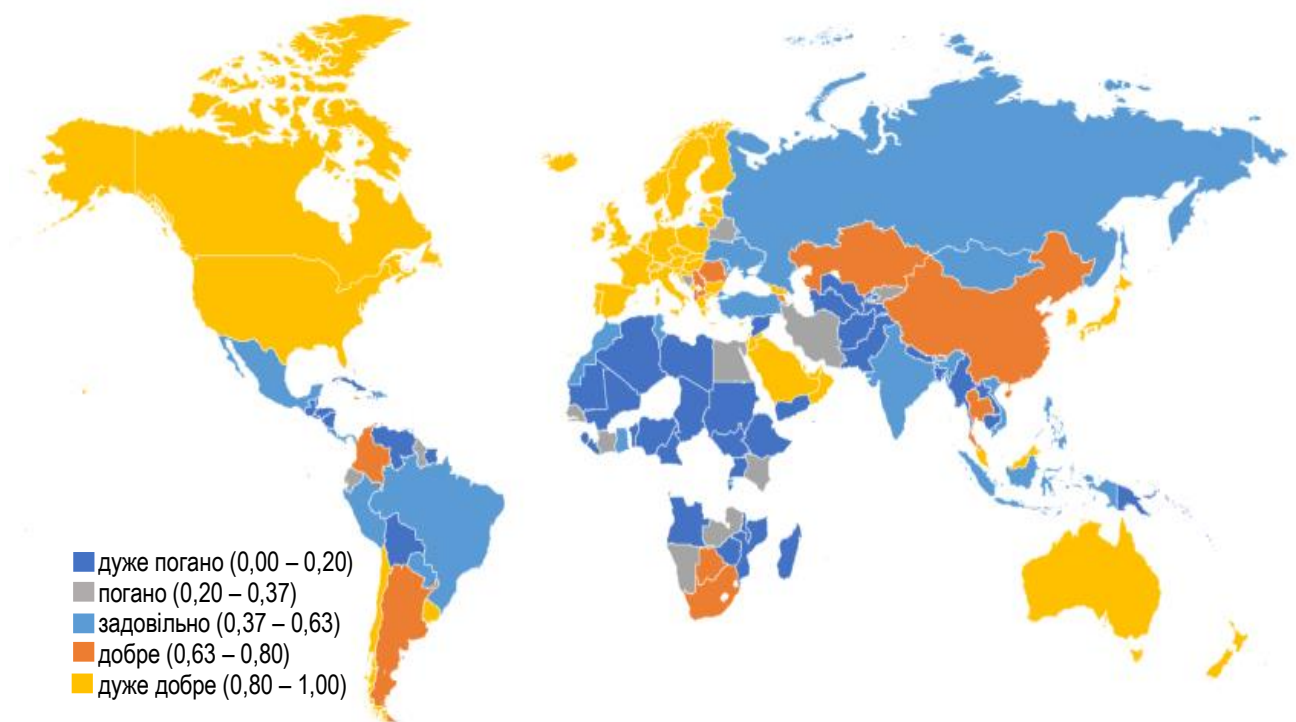 дуже погано (0,00 – 0,20)
погано (0,20 – 0,37)
задовільно (0,37 – 0,63)
добре (0,63 – 0,80)
дуже добре (0,80 – 1,00)